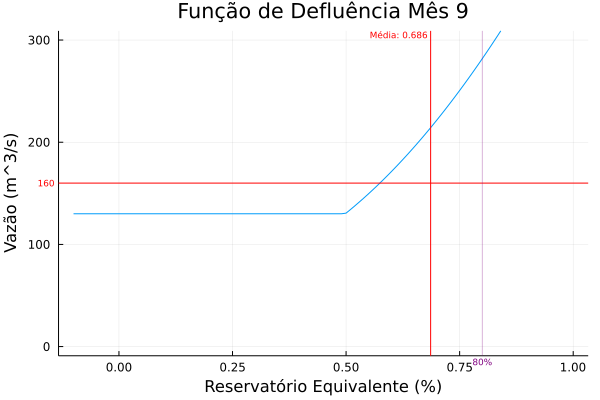 Função de Defluência Mês 9
Vazão (m^3/s)
300
200
160
100
0
Média: 0.686
0.00
0.25
0.50
0.75
80%
1.00
Reservatório Equivalente (%)